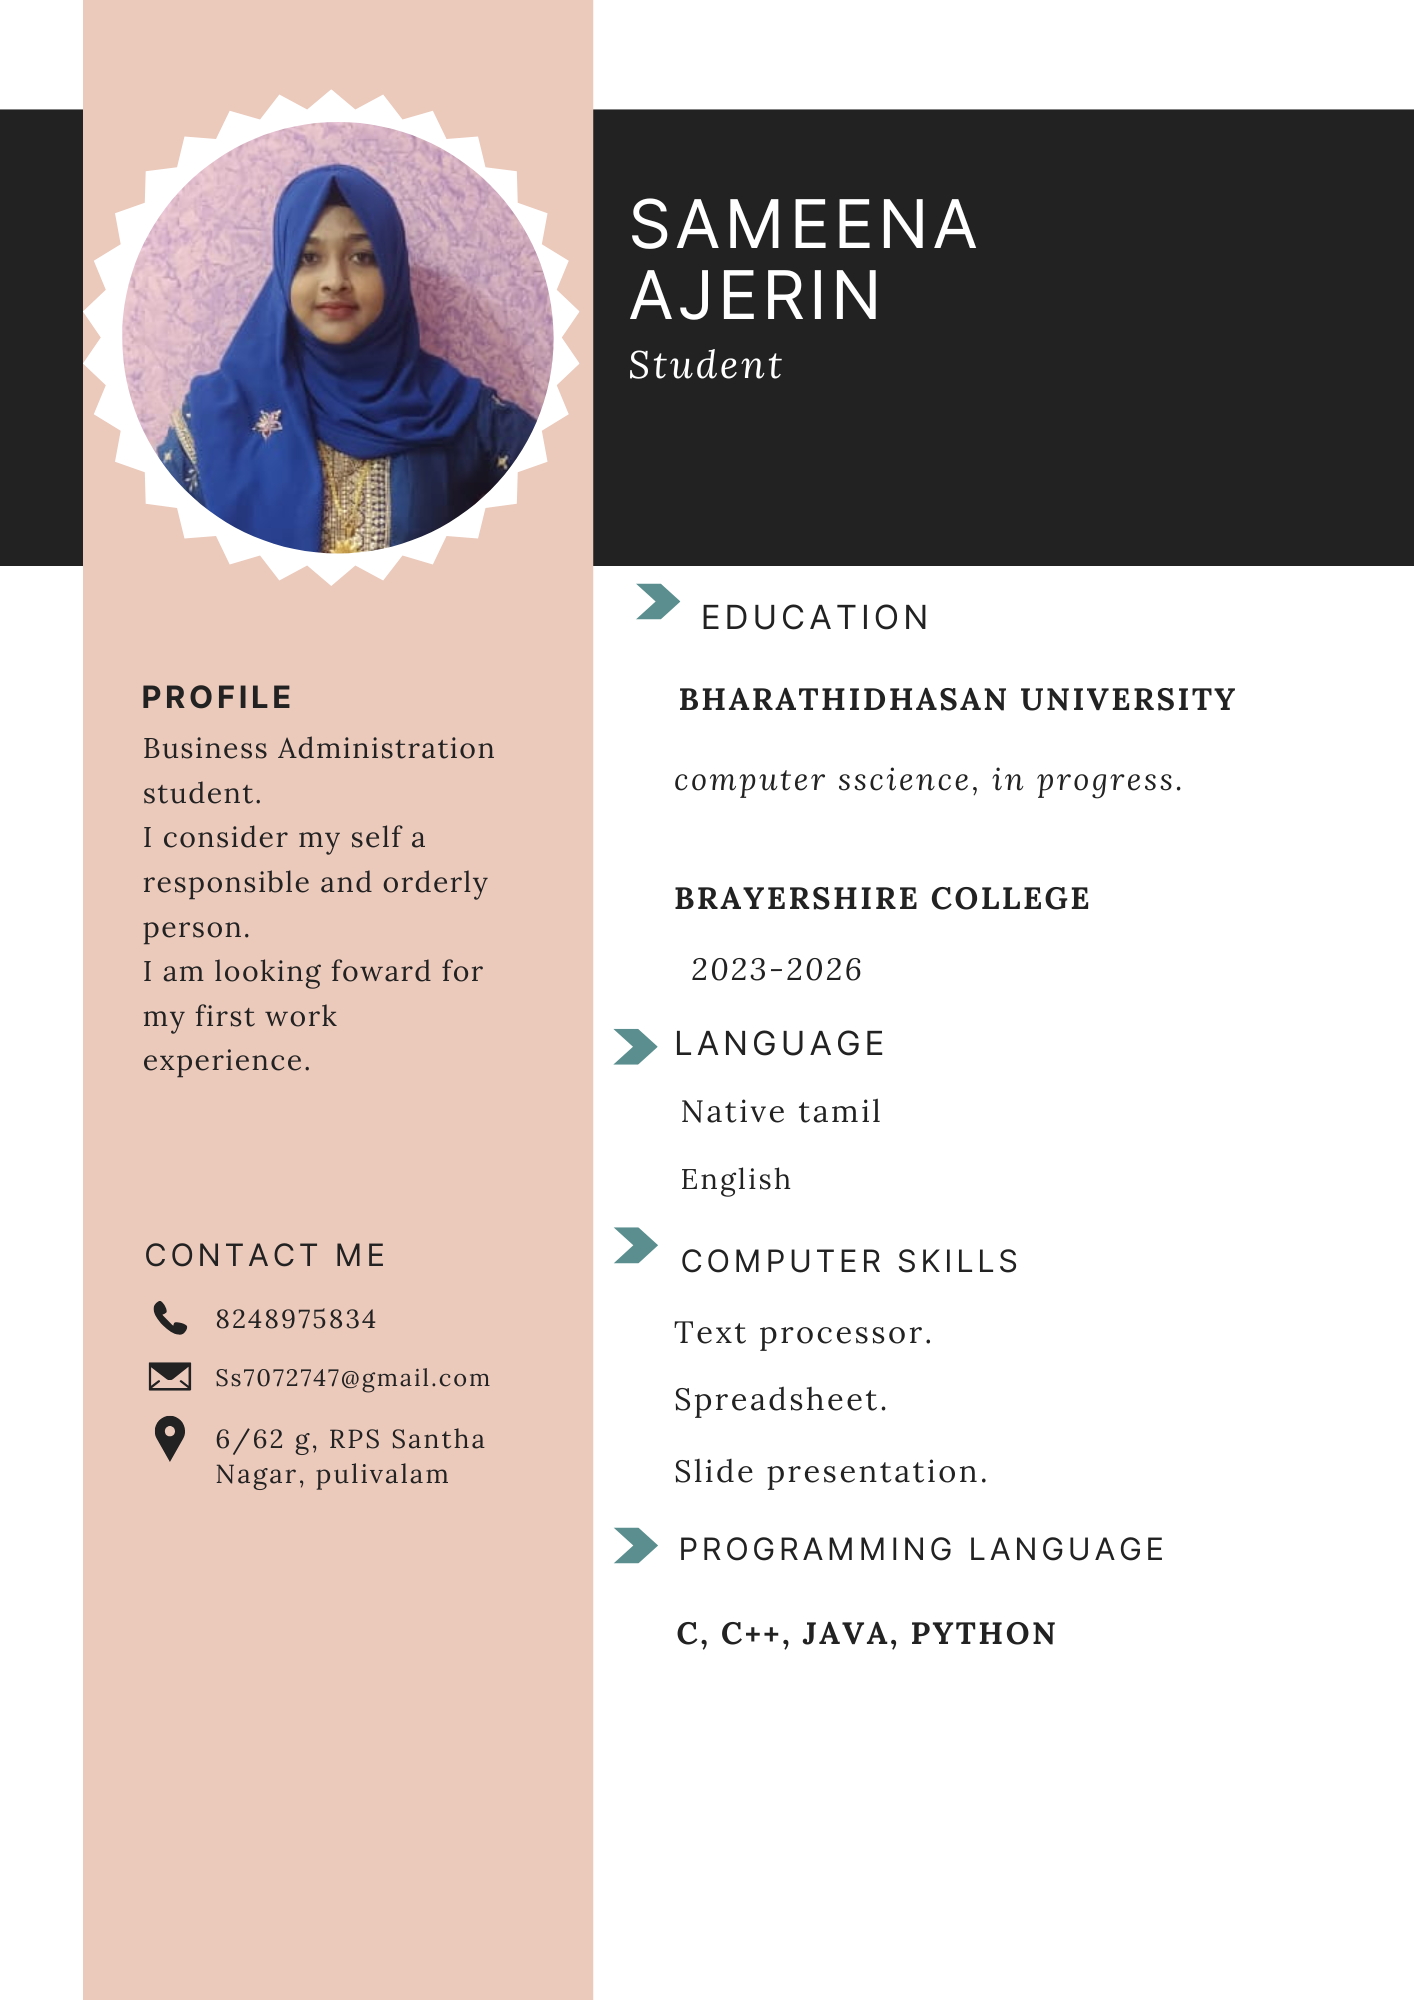 SAMEENA
AJERIN
Student
PROFILE
Business Administration
student.
I consider my self a
responsible and orderly
person.
I am looking foward for
my first work
experience.
CONTACT ME
8248975834
Ss7072747@gmail.com
6/62 g, RPS Santha
Nagar, pulivalam
EDUCATION
BHARATHIDHASAN UNIVERSITY
computer sscience, in progress.
BRAYERSHIRE COLLEGE
2023-2026
LANGUAGE
Native tamil
English
COMPUTER SKILLS
Text processor.
Spreadsheet.
Slide presentation.
PROGRAMMING LANGUAGE
C, C++, JAVA, PYTHON